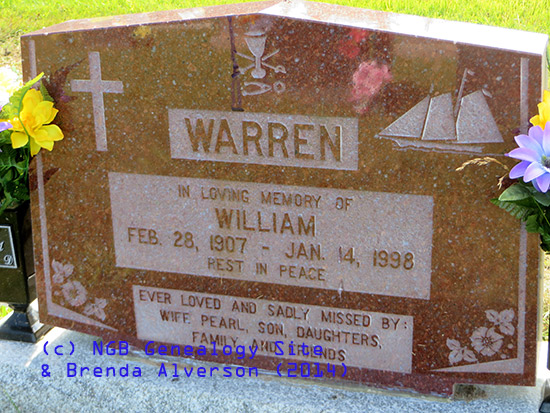 WARREN
IN LOVING MEMORY OF
WILLIAM
FEB. 28, 1907 - JAN. 14, 1998
REST IN PEACE
EVER LOVED AND SADLY MISSED BY:
WIFE PEARL, SON, DAUGHTERS,
FAMILY AND FRIENDS
(c) NGB Genealogy Site
& Brenda Alverson (2014)